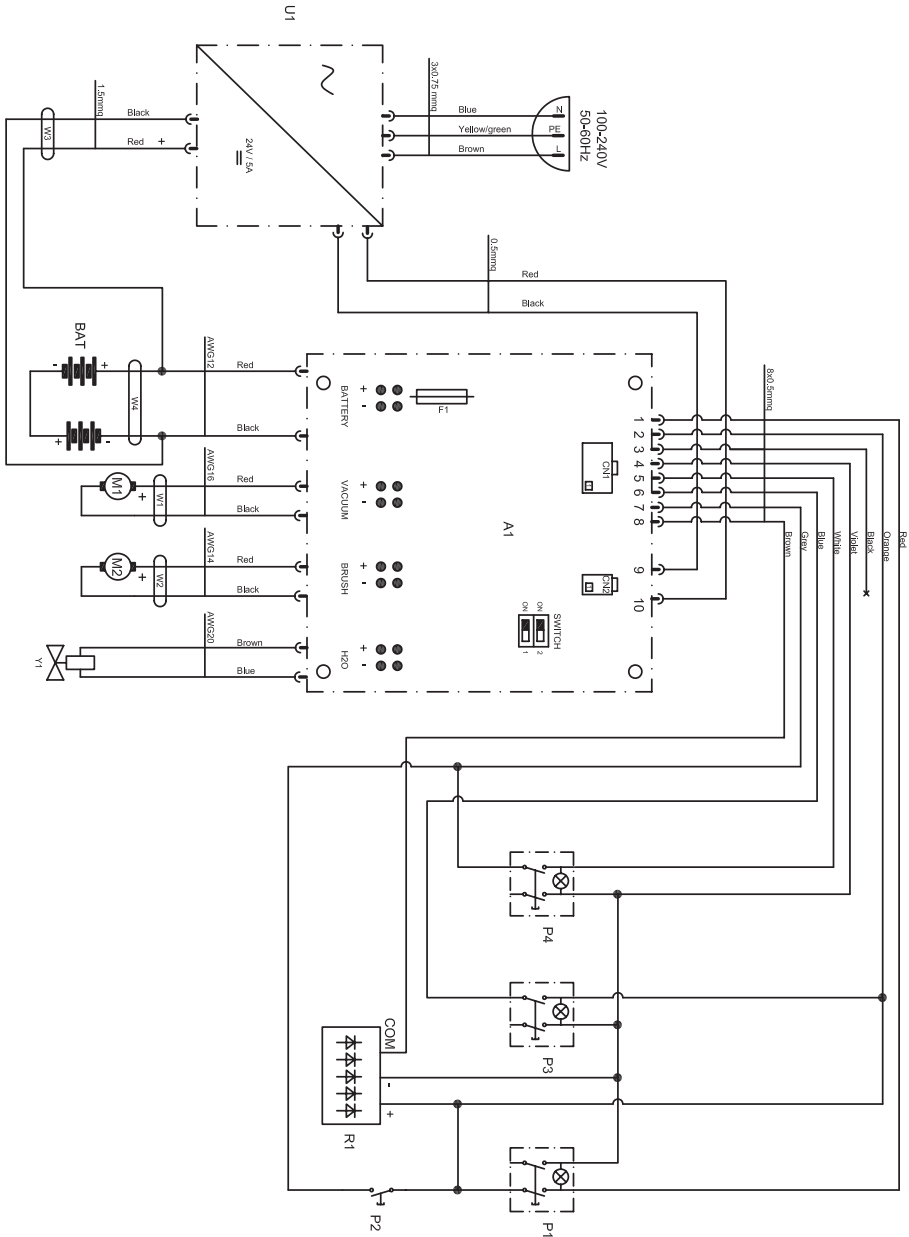 U1
24V / 5A
100-240V
50-60Hz
N
PE
L
3x0.75 mmq
Blue
Yellow/green
Brown
1.5mmq
W3
Black
Red +
0.5mmq
Red
Black
BAT
- +
+ -
W4
AWG12
Red
Black
AWG16
M1
+
W1
Red
Black
AWG14
M2
+
W2
Red
Black
AWG20
Y1
Brown
Blue
BATTERY
+
-
VACUUM
+
-
BRUSH
+
-
H2O
+
-
F1
A1
CN1
CN2
SWITCH
ON
ON
1
2
1
2
3
4
5
6
7
8
9
10
8x0.5mmq
Brown
Grey
Blue
White
Violet
Black
Orange
Red
P4
P3
COM
-
+
R1
P1
P2